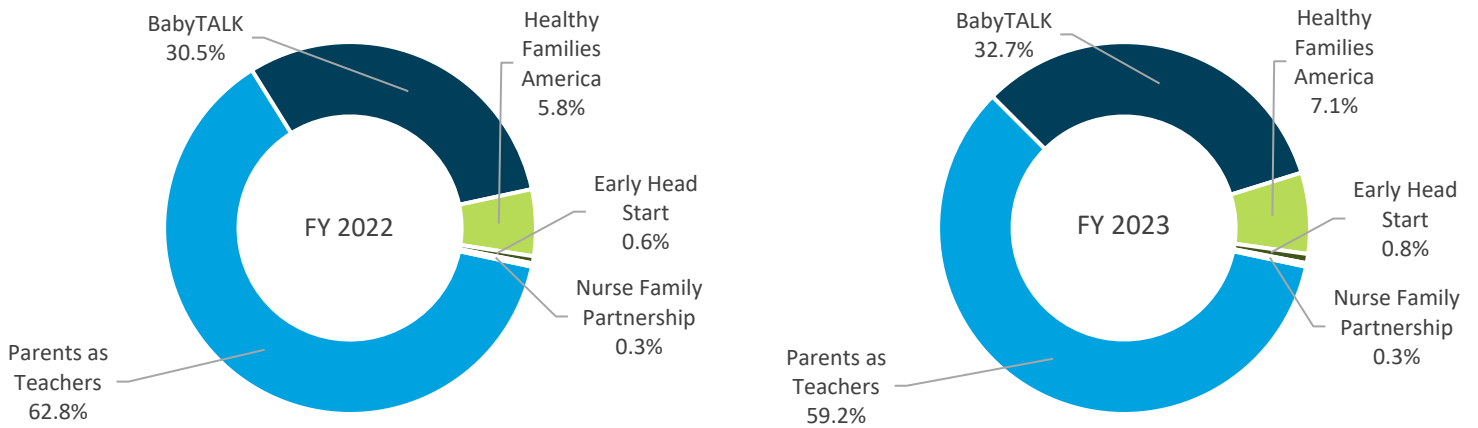 BabyTALK
30.5%
Healthy
Families
America
5.8%
Early Head
Start
0.6%
Nurse Family
Partnership
0.3%
Parents as
Teachers
62.8%
FY 2022
BabyTALK
32.7%
Healthy
Families
America
7.1%
Early Head
Start
0.8%
Nurse Family
Partnership
0.3%
Parents as
Teachers
59.2%
FY 2023